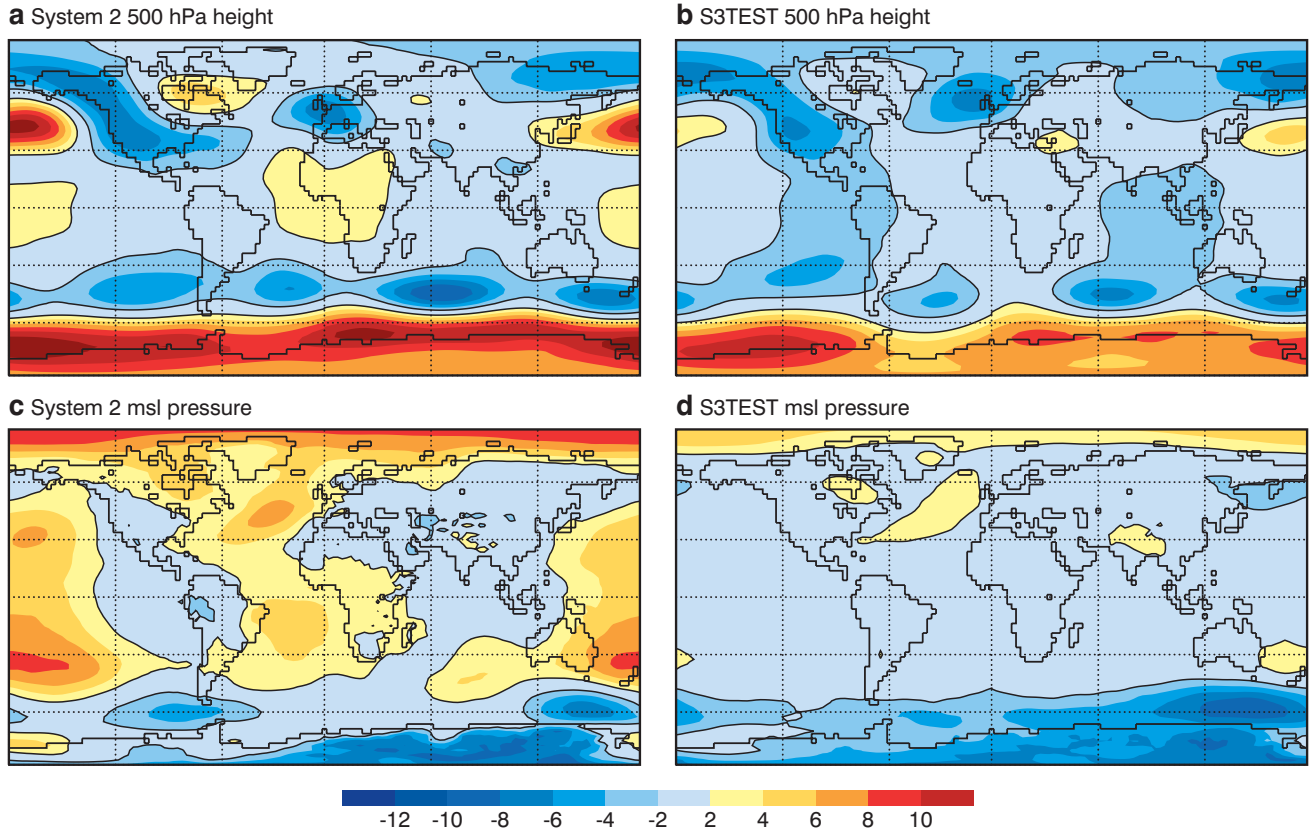 a System 2 500 hPa height
b S3TEST 500 hPa height
c System 2 msl pressure
d S3TEST msl pressure
-12 -10 -8 -6 -4 -2 2 4 6 8 10